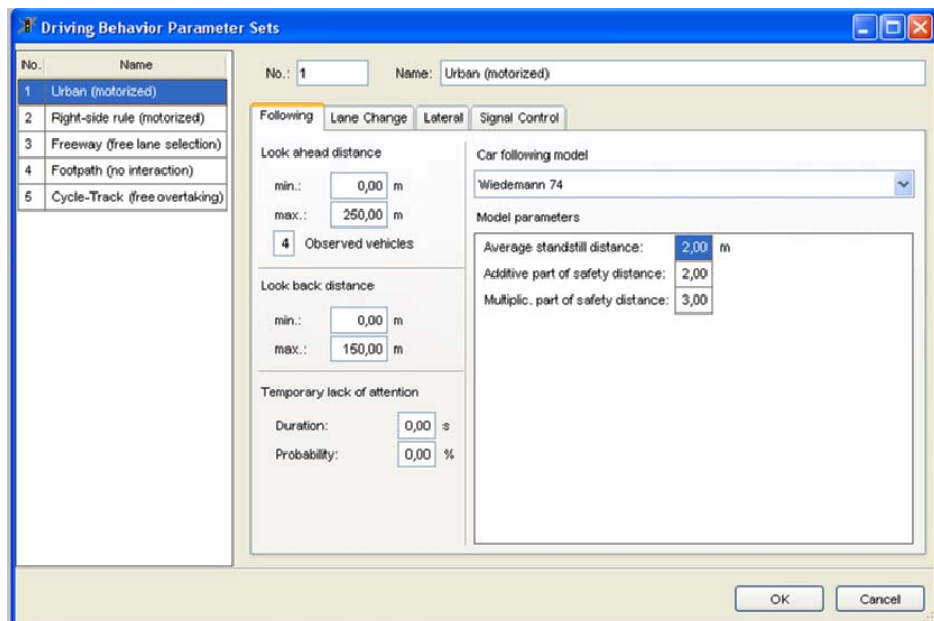 Driving Behavior Parameter Sets
No. Name
1 Urban (motorized)
2 Right-side rule (motorized)
3 Freeway (free lane selection)
4 Footpath (no interaction)
5 Cycle-Track (free overtaking)
No.: 1 Name: Urban (motorized)
Following Lane Change Lateral Signal Control
Look ahead distance
min.: 0,00 m
max.: 250,00 m
4 Observed vehicles
Look back distance
min.: 0,00 m
max.: 150,00 m
Temporary lack of attention
Duration: 0,00 s
Probability: 0,00 %
Car following model
Wiedemann 74
Model parameters
Average standstill distance: 2,00 m
Additive part of safety distance: 2,00
Multiplic. part of safety distance: 3,00
OK Cancel